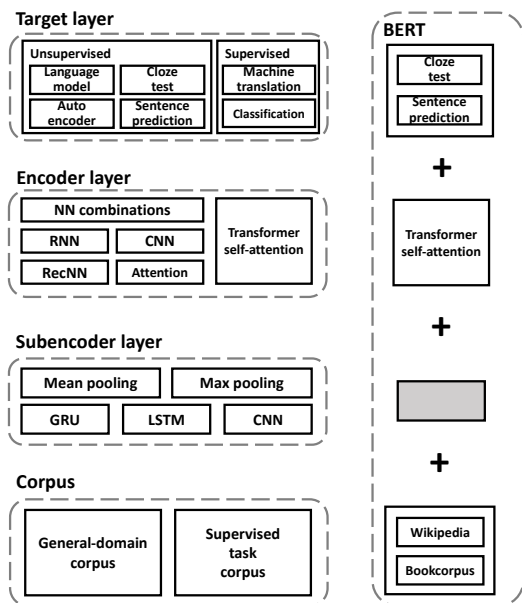 Target layer
Unsupervised
Supervised
Language
model
Cloze
test
Machine
translation
Auto
encoder
Sentence
prediction
Classification
Encoder layer
NN combinations
RNN
CNN
RecNN
Attention
Transformer
self-attention
Subencoder layer
Mean pooling
Max pooling
GRU
LSTM
CNN
Corpus
General-domain
corpus
Supervised
task
corpus
BERT
Cloze
test
Sentence
prediction
+
Transformer
self-attention
+
+
Wikipedia
Bookcorpus